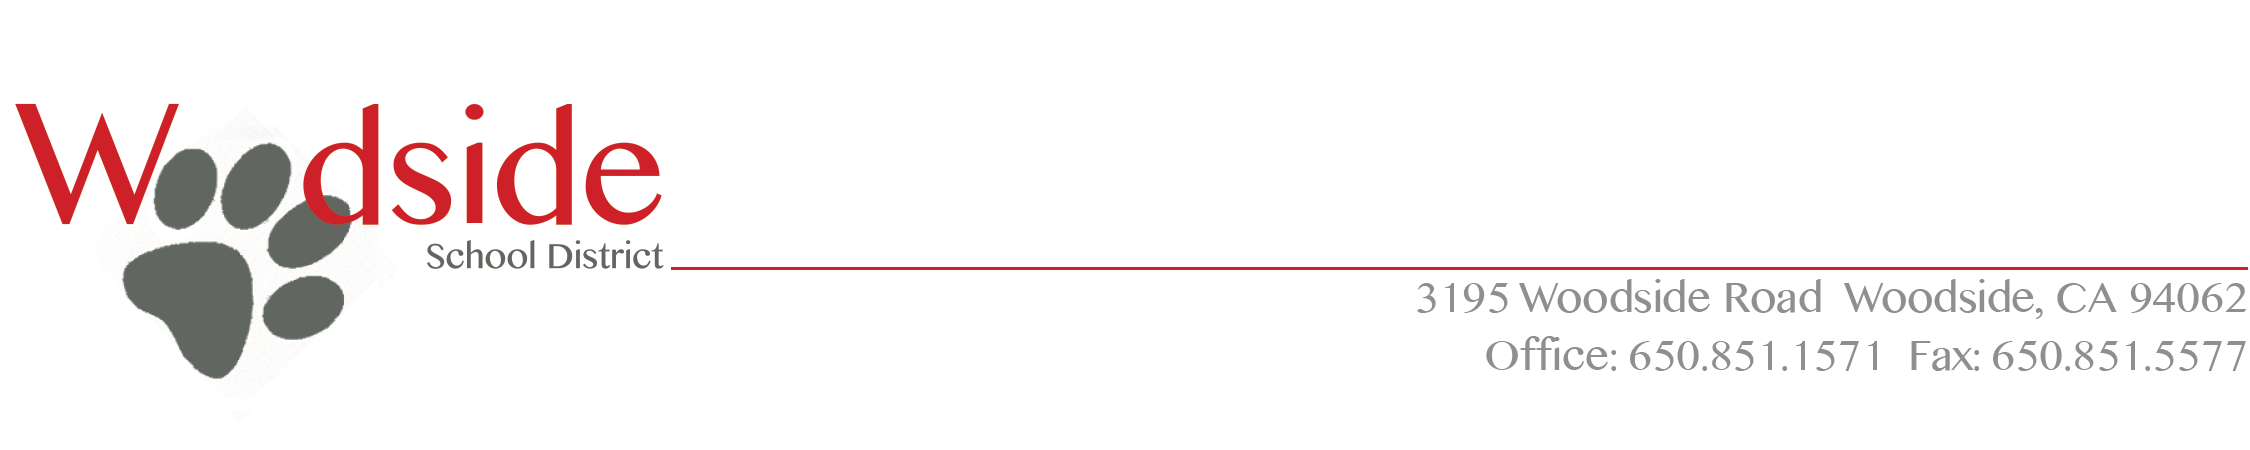 Woodside
School District
3195 Woodside Road  Woodside, CA 94062
Office: 650.851.1571  Fax: 650.851.5577